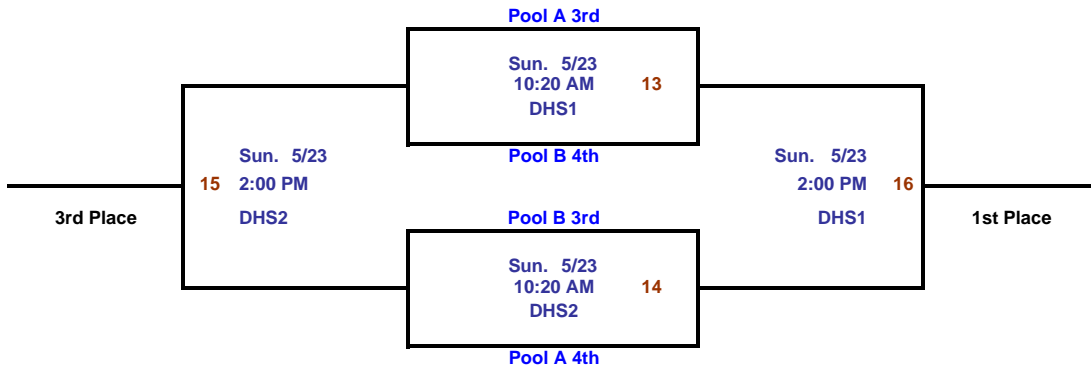 Pool A 3rd
Sun. 5/23
10:20 AM 13
DHS1
Pool B 4th
Sun. 5/23
15 2:00 PM
DHS2
3rd Place
Sun. 5/23
2:00 PM 16
DHS1
1st Place
Pool B 3rd
Sun. 5/23
10:20 AM 14
DHS2
Pool A 4th